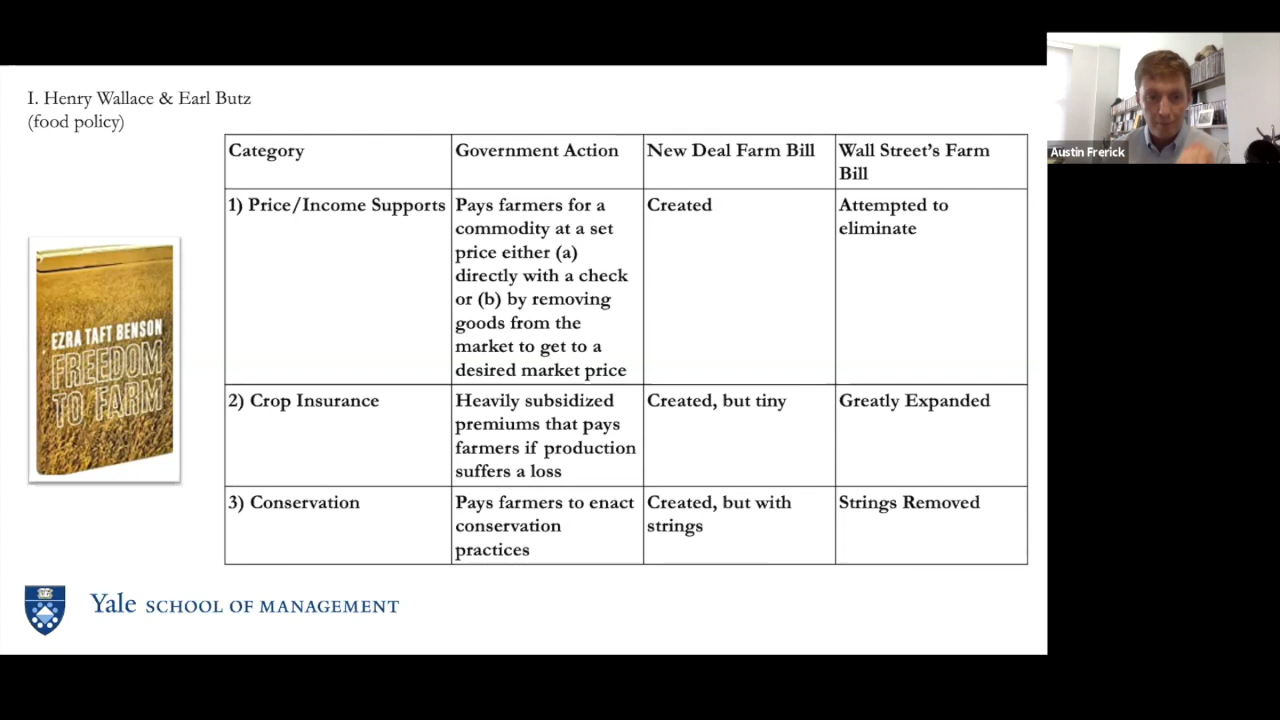 I. Henry Wallace & Earl Butz
(food policy)
Category
Government Action
New Deal Farm Bill
Wall Street’s Farm
Bill
1) Price/Income Supports
Pays farmers for a
commodity at a set
price either (a)
directly with a check
or (b) by removing
goods from the
market to get to a
desired market price
Created
Attempted to
eliminate
2) Crop Insurance
Heavily subsidized
premiums that pays
farmers if production
suffers a loss
Created, but tiny
Greatly Expanded
3) Conservation
Pays farmers to enact
conservation
practices
Created, but with
strings
Strings Removed
EZRA TAFT BENSON
FREEDOM
TO FARM
Yale SCHOOL OF MANAGEMENT
Austin Frerick